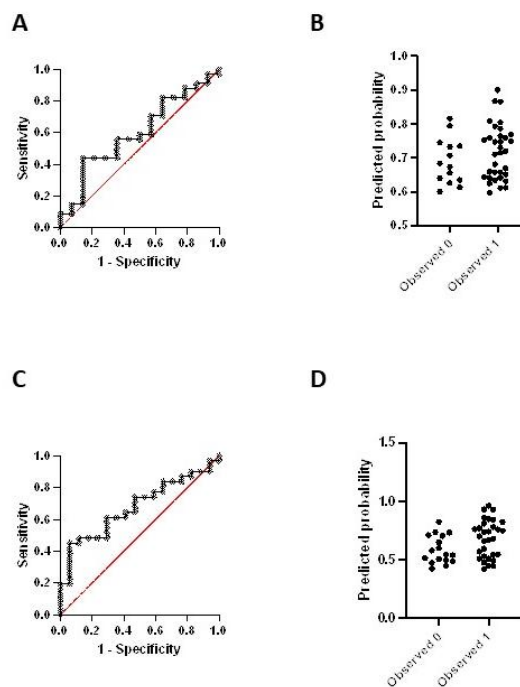 A
B
Sensitivity
1.0
0.8
0.6
0.4
0.2
0.0
0.0 0.2 0.4 0.6 0.8 1.0
1 - Specificity
Predicted probability
1.0
0.9
0.8
0.7
0.6
0.5
Observed 0
Observed 1
C
D
Sensitivity
1.0
0.8
0.6
0.4
0.2
0.0
0.0 0.2 0.4 0.6 0.8 1.0
1 - Specificity
Predicted probability
1.5
1.0
0.5
0.0
Observed 0
Observed 1